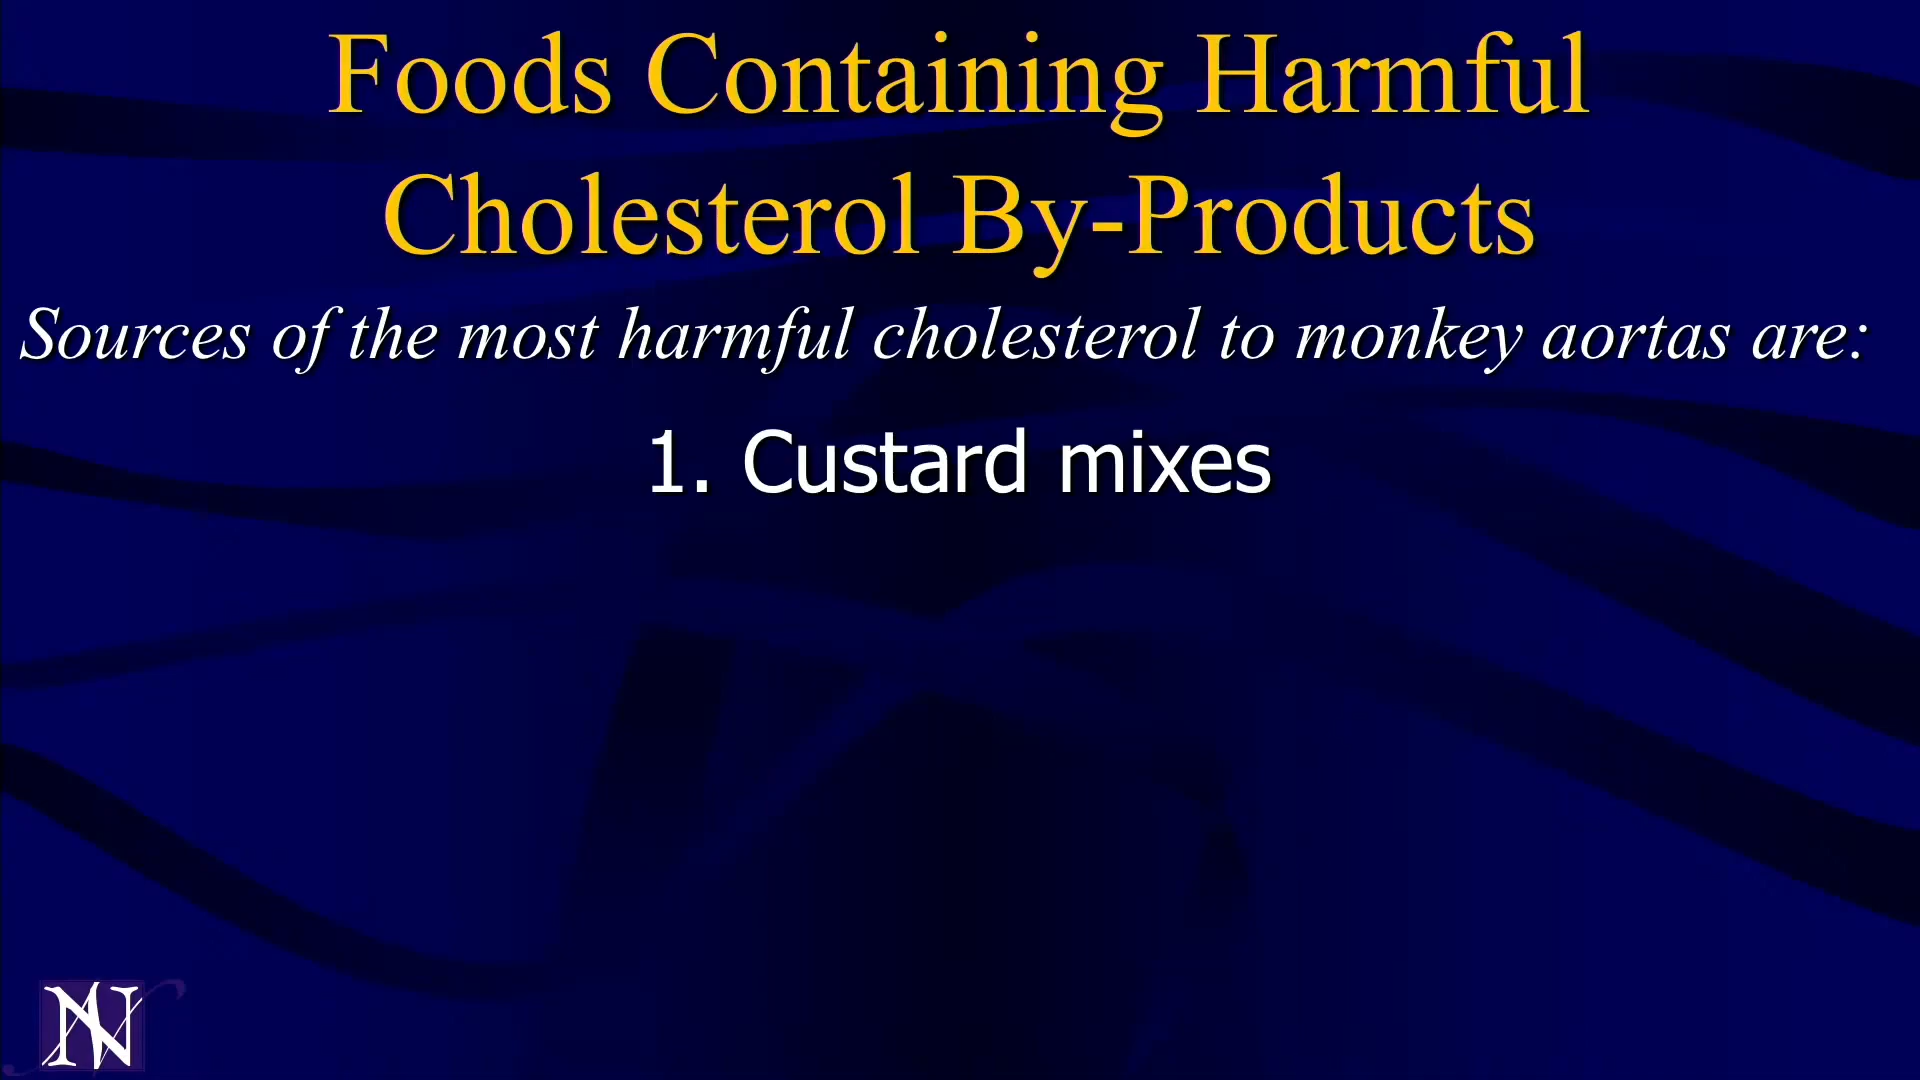 Foods Containing Harmful
Cholesterol By-Products
Sources of the most harmful cholesterol to monkey aortas are:
1. Custard mixes
N